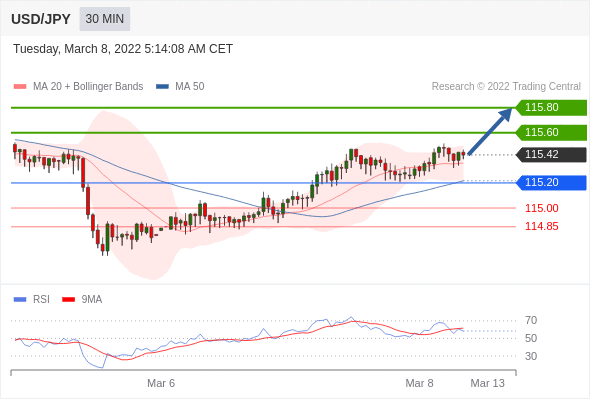 USD/JPY 30 MIN
Tuesday, March 8, 2022 5:14:08 AM CET
MA 20 + Bollinger Bands MA 50 Research © 2022 Trading Central
115.80
115.60
115.42
115.20
115.00
114.85
RSI 9MA
70
50
30
Mar 6 Mar 8 Mar 13